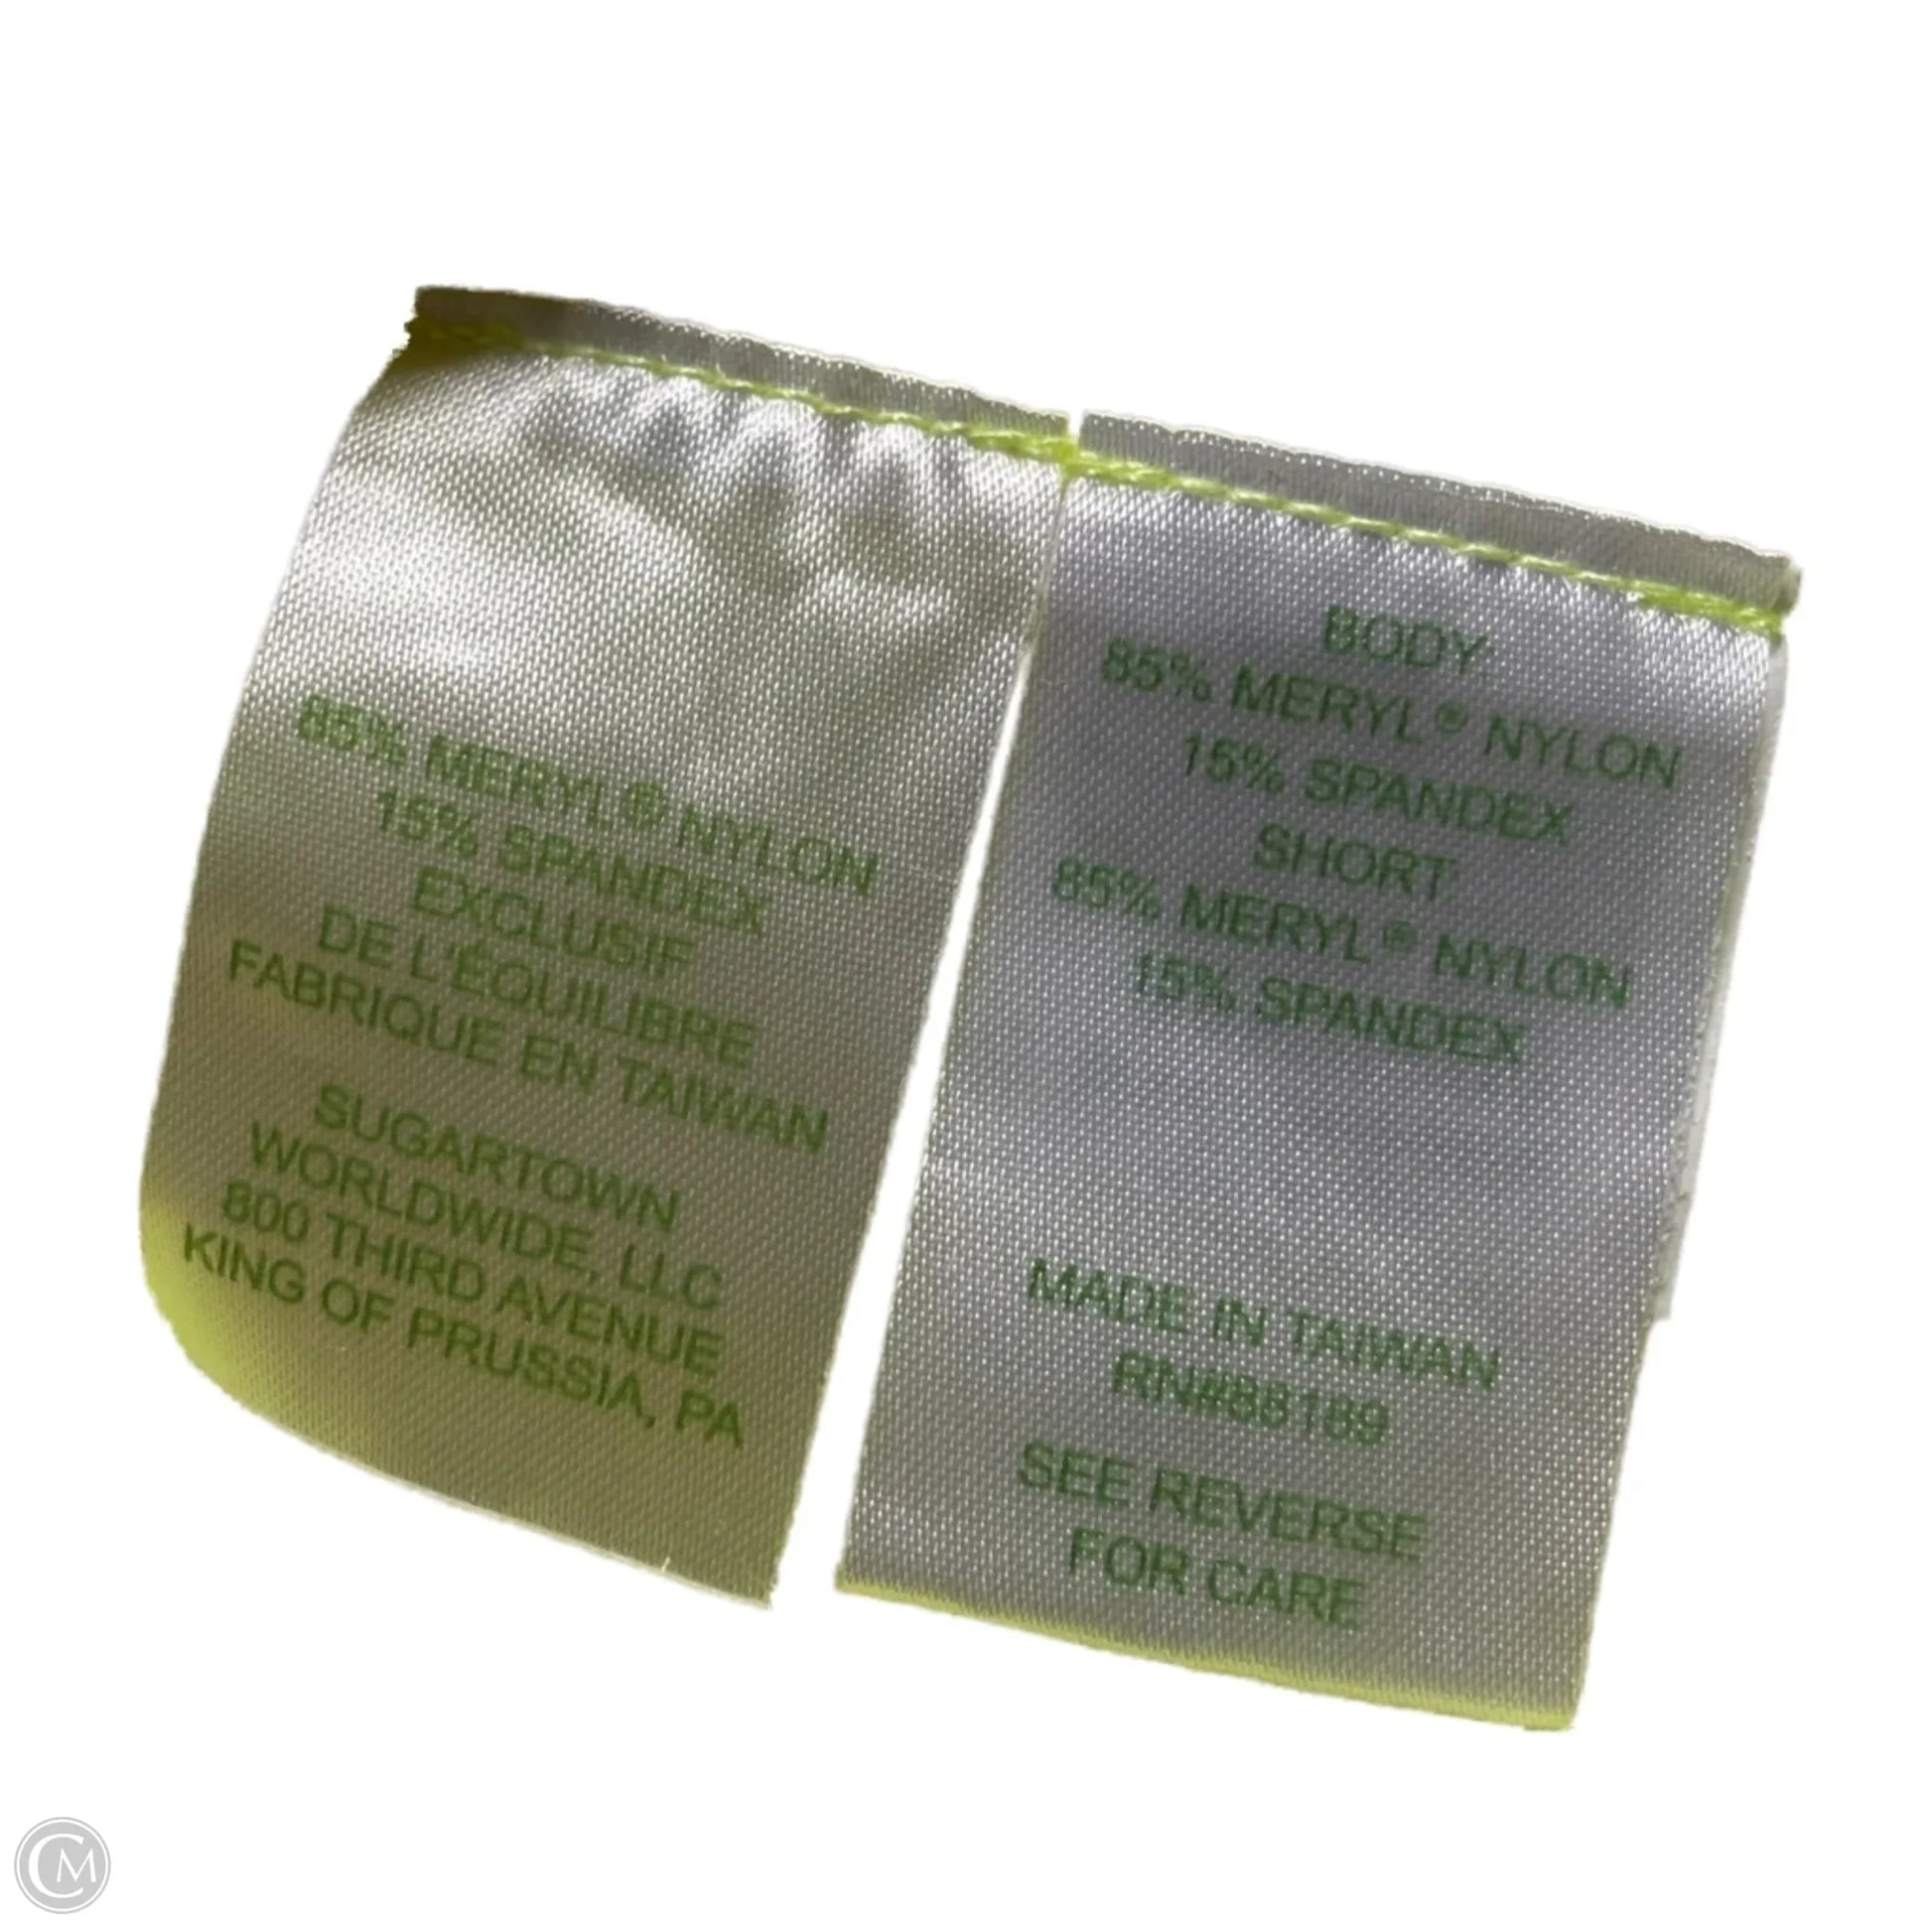 85% MERYL® NYLON
15% SPANDEX
EXCLUSIF
DE L'ÉQUILIBRE
FABRIQUE EN TAIWAN
SUGARTOWN
WORLDWIDE, LLC
800 THIRD AVENUE
KING OF PRUSSIA, PA
BODY
85% MERYL® NYLON
15% SPANDEX
SHORT
85% MERYL® NYLON
15% SPANDEX
MADE IN TAIWAN
RN#88189
SEE REVERSE
FOR CARE
CM